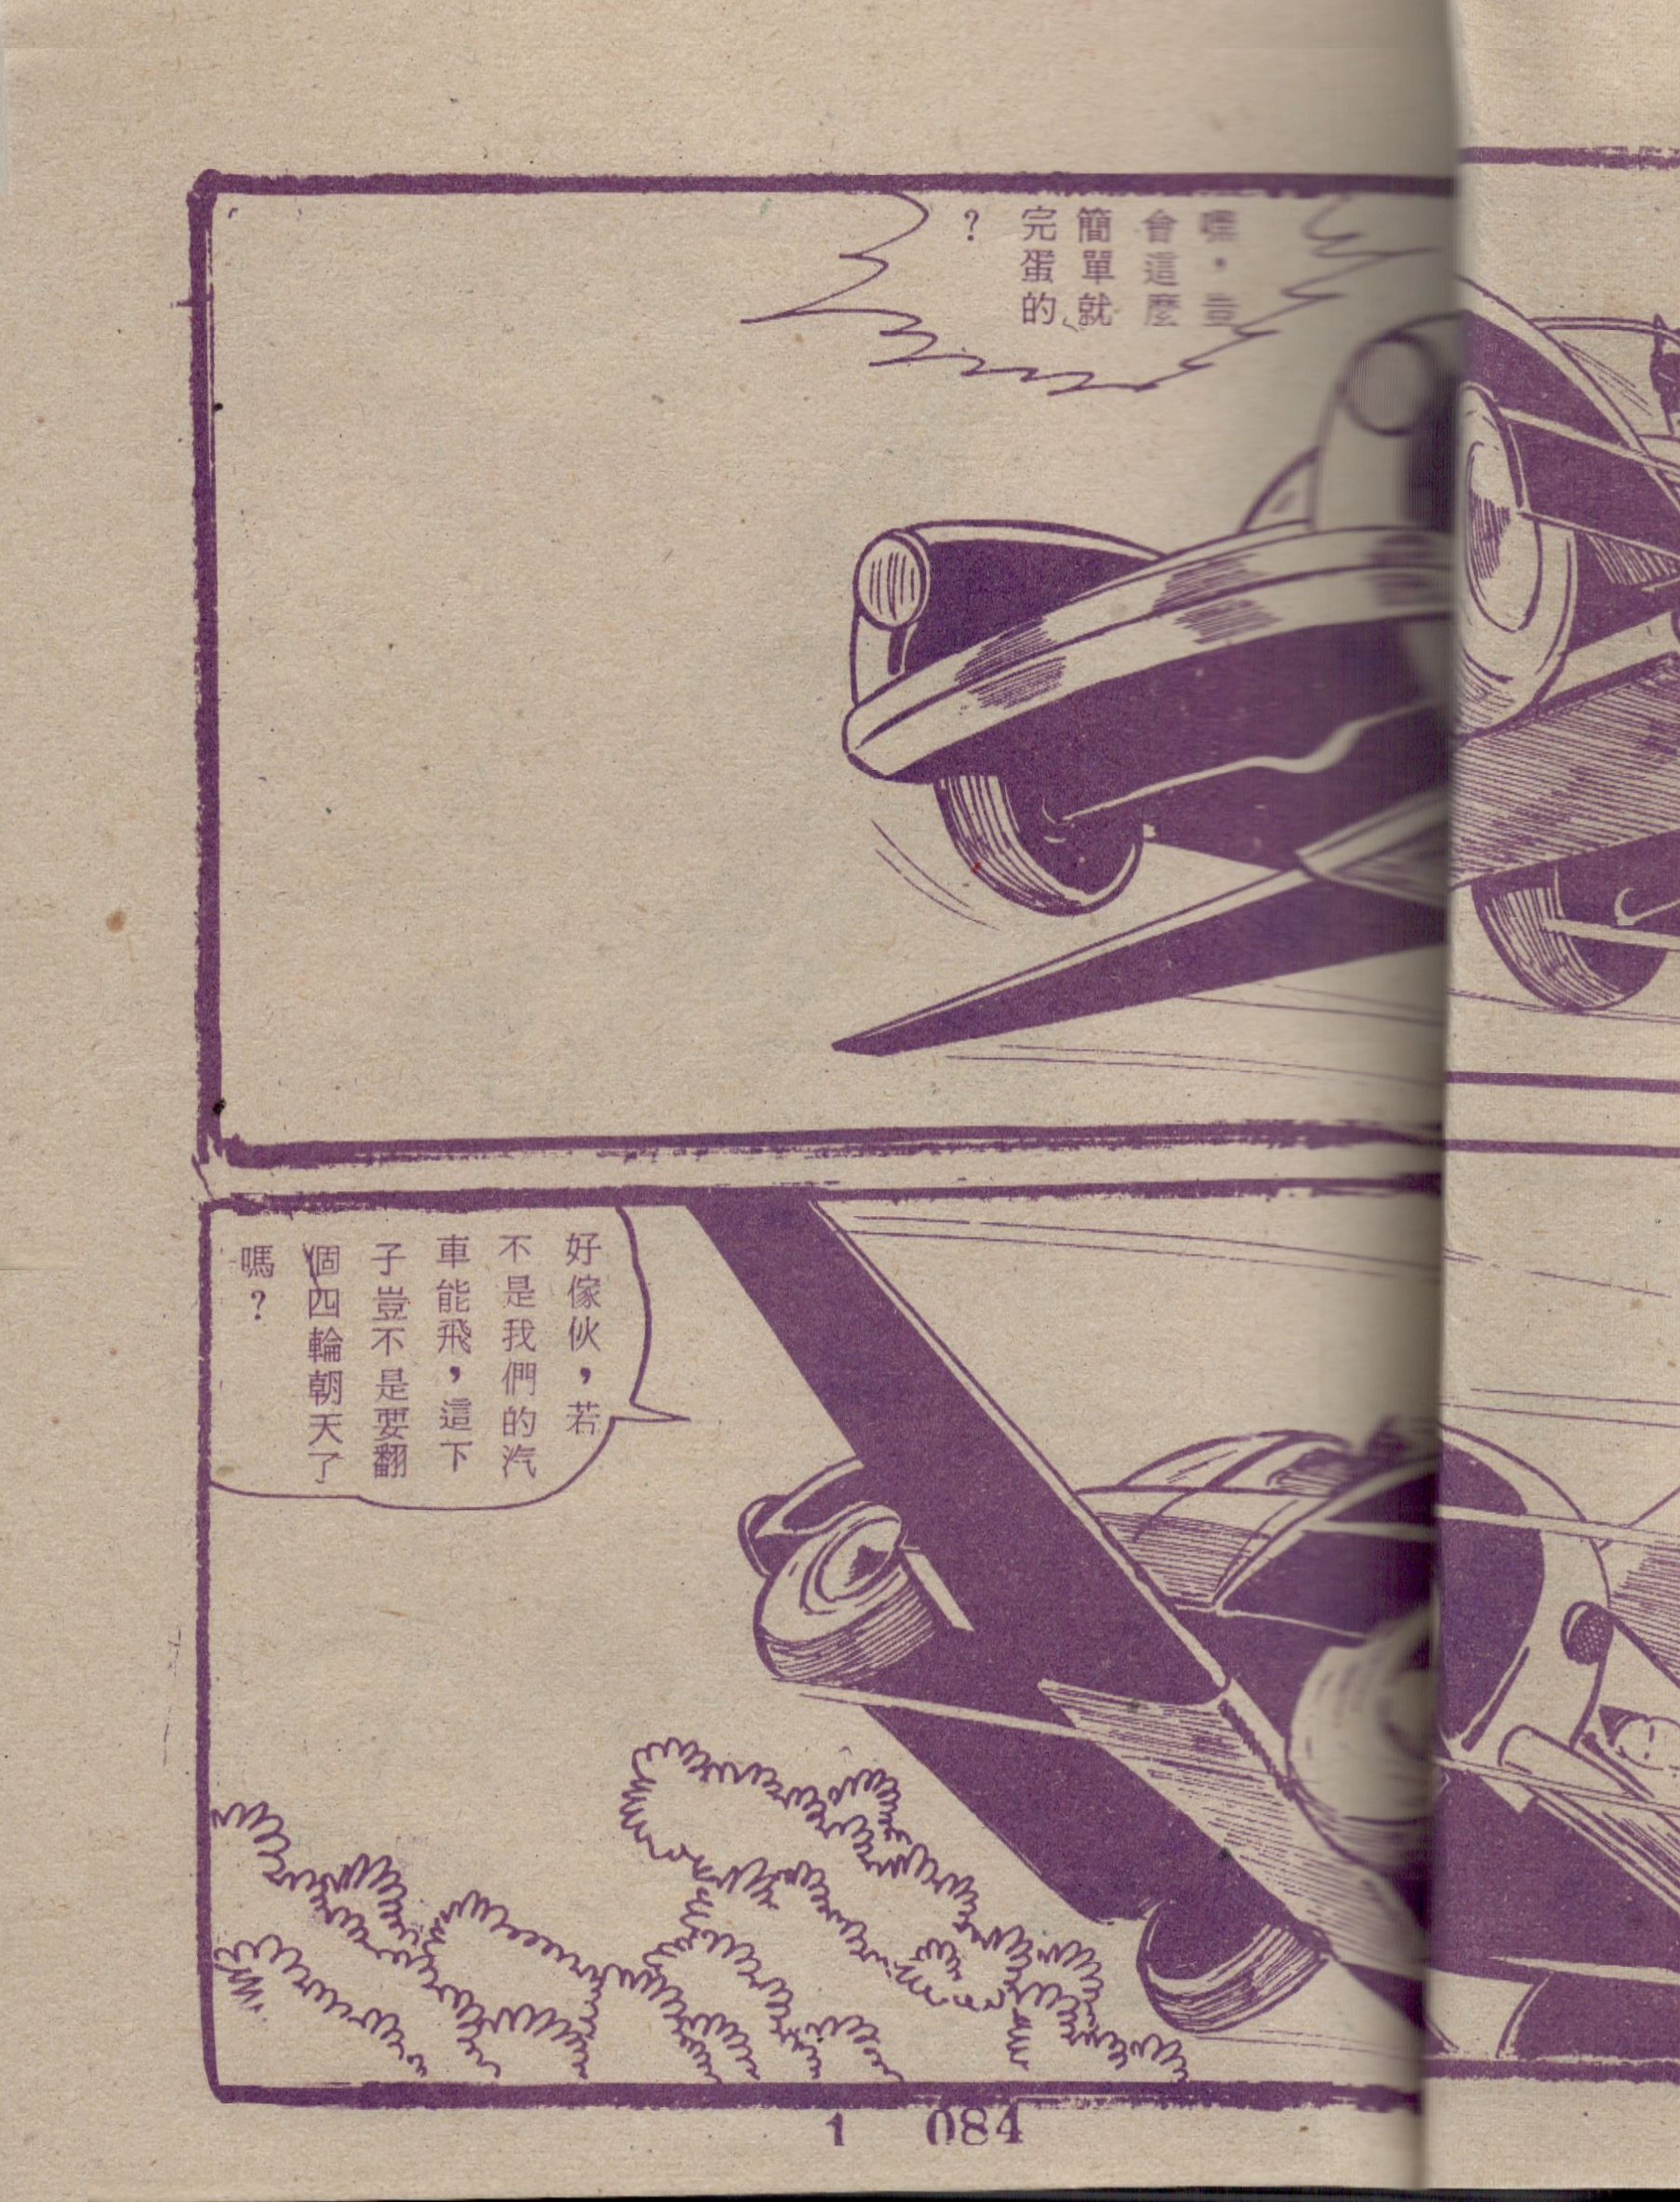 嘿，豈
會這麼
簡單就
完蛋的
？
好傢伙，若
不是我們的汽
車能飛，這下
子豈不是要翻
個四輪朝天了
嗎？
1 084